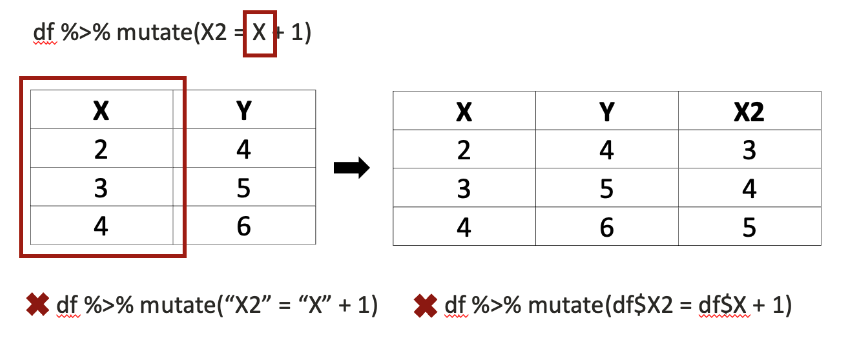 df %>% mutate(X2 = X + 1)
X Y
2 4
3 5
4 6
X Y X2
2 4 3
3 5 4
4 6 5
df %>% mutate(“X2” = “X” + 1)
df %>% mutate(df$X2 = df$X + 1)